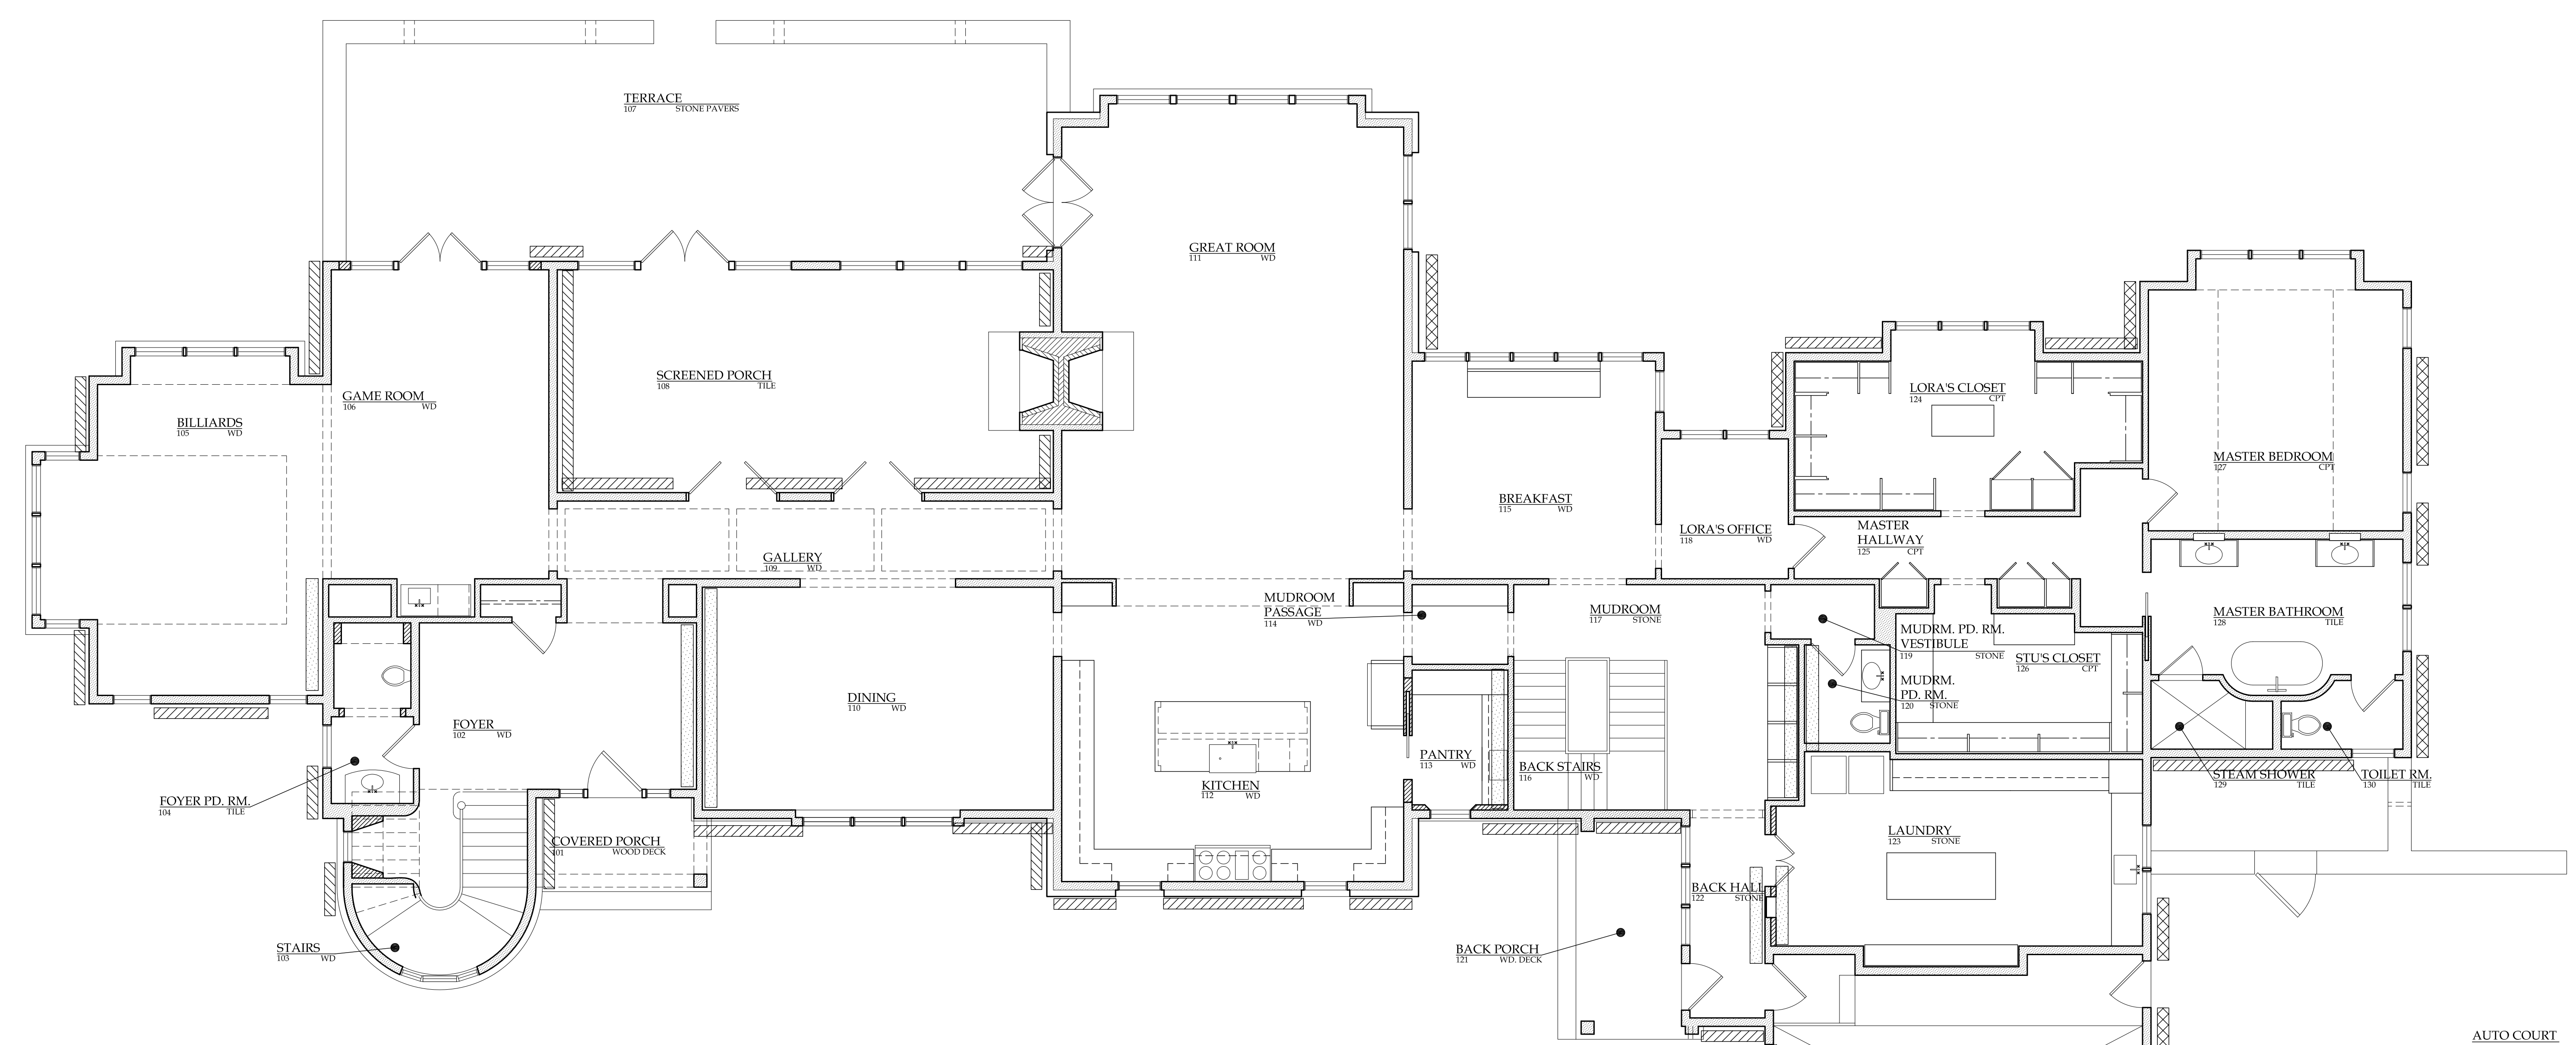 TERRACE
107 STONE PAVERS
GREAT ROOM
111 WD
SCREENED PORCH
108 TILE
GAME ROOM
106 WD
BILLIARDS
105 WD
LORA'S CLOSET
124 CPT
MASTER BEDROOM
127 CPT
BREAKFAST
115 WD
LORA'S OFFICE
118 WD
MASTER
HALLWAY
125 CPT
GALLERY
109 WD
MUDROOM
PASSAGE
114 WD
MUDROOM
117 STONE
MASTER BATHROOM
128 TILE
MUDRM. PD. RM.
VESTIBULE
119 STONE
STU'S CLOSET
126 CPT
MUDRM.
PD. RM.
120 STONE
DINING
110 WD
FOYER
102 WD
PANTRY
113 WD
BACK STAIRS
116 WD
KITCHEN
112 WD
STEAM SHOWER
129 TILE
TOILET RM.
130 TILE
FOYER PD. RM.
104 TILE
COVERED PORCH
101 WOOD DECK
LAUNDRY
123 STONE
BACK HALL
122 STONE
STAIRS
103 WD
BACK PORCH
121 WD. DECK
AUTO COURT